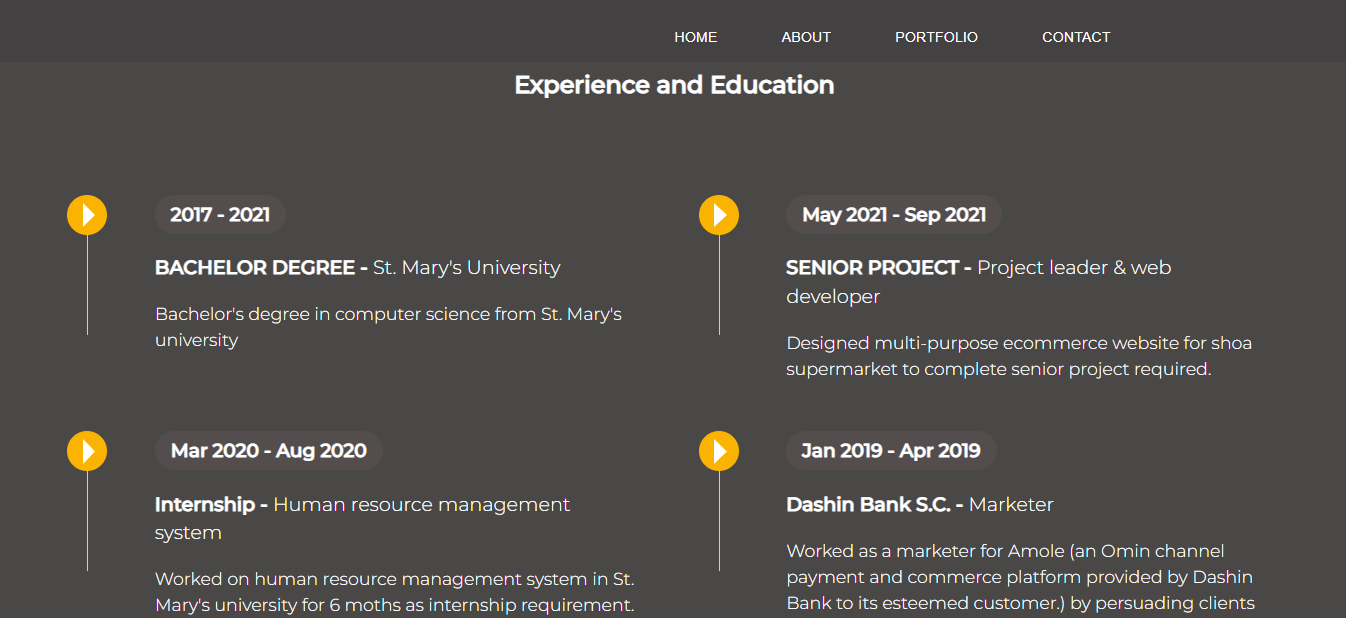 HOME ABOUT PORTFOLIO CONTACT
Experience and Education
2017 - 2021
BACHELOR DEGREE - St. Mary's University
Bachelor's degree in computer science from St. Mary's
university
May 2021 - Sep 2021
SENIOR PROJECT - Project leader & web
developer
Designed multi-purpose ecommerce website for shoa
supermarket to complete senior project required.
Mar 2020 - Aug 2020
Internship - Human resource management
system
Worked on human resource management system in St.
Mary's university for 6 moths as internship requirement.
Jan 2019 - Apr 2019
Dashin Bank S.C. - Marketer
Worked as a marketer for Amole (an Omin channel
payment and commerce platform provided by Dashin
Bank to its esteemed customer.) by persuading clients